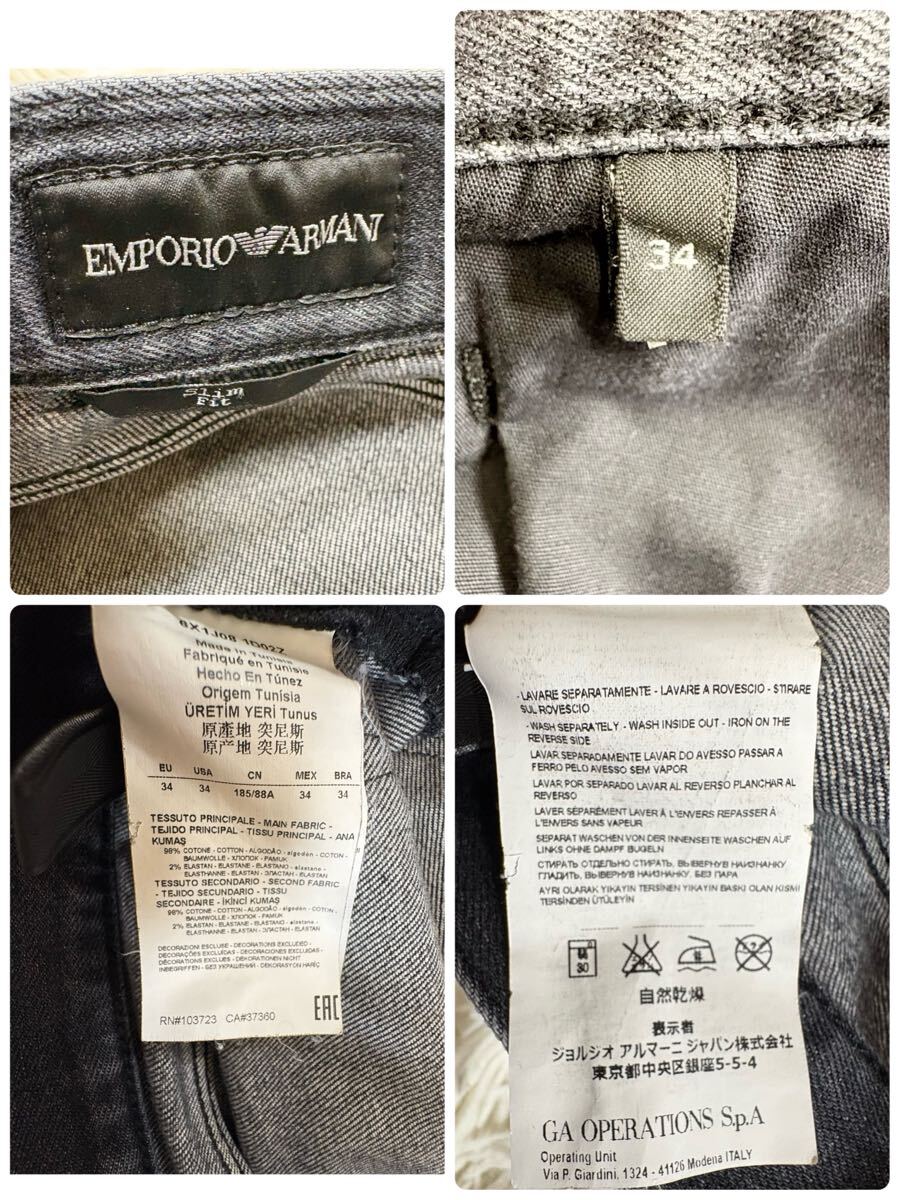 EMPORIO ARMANI
Slim
Fit
34
6X1J08 1D02Z
Made in Tunisia
Fabriqué en Tunisie
Hecho En Túnez
Origem Tunísia
ÜRETİM YERİ Tunus
原產地 突尼斯
原产地 突尼斯
EU USA CN MEX BRA
34 34 185/88A 34 34
TESSUTO PRINCIPALE - MAIN FABRIC -
TEJIDO PRINCIPAL - TISSU PRINCIPAL - ANA
KUMAŞ
98% COTONE - COTTON - ALGODÃO - algodón - COTON -
BAUMWOLLE - ХЛОПОК - PAMUK
2% ELASTAN - ELASTANE - ELASTANO - elastano -
ELASTHANNE - ELASTHAN - ЭЛАСТАН - ELASTAN
TESSUTO SECONDARIO - SECOND FABRIC
- TEJIDO SECUNDARIO - TISSU
SECONDAIRE - İKİNCİ KUMAŞ
98% COTONE - COTTON - ALGODÃO - algodón - COTON -
BAUMWOLLE - ХЛОПОК - PAMUK
2% ELASTAN - ELASTANE - ELASTANO - elastano -
ELASTHANNE - ELASTHAN - ЭЛАСТАН - ELASTAN
DECORAZIONI ESCLUSE - DECORATIONS EXCLUDED -
DECORAÇÕES EXCLUÍDAS - DECORACIONES EXCLUIDAS -
DÉCORATIONS EXCLUES - DEKORATIONEN NICHT
INBEGRIFFEN - БЕЗ УКРАШЕНИЙ - DEKORASYON HARİÇ
RN#103723 CA#37360 EAC
- LAVARE SEPARATAMENTE - LAVARE A ROVESCIO - STIRARE
SUL ROVESCIO
- WASH SEPARATELY - WASH INSIDE OUT - IRON ON THE
REVERSE SIDE
LAVAR SEPARADAMENTE LAVAR DO AVESSO PASSAR A
FERRO PELO AVESSO SEM VAPOR
LAVAR POR SEPARADO LAVAR AL REVERSO PLANCHAR AL
REVERSO
LAVER SÉPARÉMENT LAVER À L'ENVERS REPASSER À
L'ENVERS SANS VAPEUR
SEPARAT WASCHEN VON DER INNENSEITE WASCHEN AUF
LINKS OHNE DAMPF BÜGELN
СТИРАТЬ ОТДЕЛЬНО СТИРАТЬ, ВЫВЕРНУВ НАИЗНАНКУ
ГЛАДИТЬ, ВЫВЕРНУВ НАИЗНАНКУ, БЕЗ ПАРА
AYRI OLARAK YIKAYIN TERSİNEN YIKAYIN BASKI OLAN KISMI
TERSİNDEN ÜTÜLEYİN
弱
30
自然乾燥
表示者
ジョルジオ アルマーニ ジャパン株式会社
東京都中央区銀座5-5-4
GA OPERATIONS S.p.A
Operating Unit
Via P. Giardini, 1324 - 41126 Modena ITALY